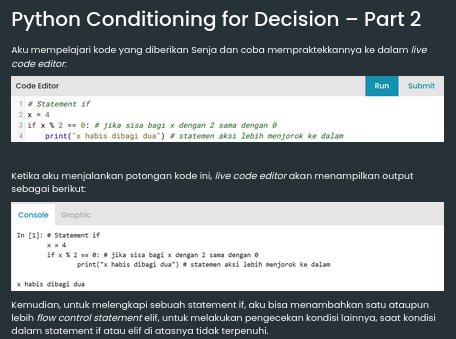 Python Conditioning for Decision – Part 2
Aku mempelajari kode yang diberikan Senja dan coba mempraktekkannya ke dalam live
code editor.
Code Editor
Run
Submit
1 # Statement if
2 x = 4
3 if x % 2 == 0: # jika sisa bagi x dengan 2 sama dengan 0
4 print("x habis dibagi dua") # statemen aksi lebih menjorok ke dalam
Ketika aku menjalankan potongan kode ini, live code editor akan menampilkan output
sebagai berikut:
Console
Graphic
In [1]: # Statement if
x = 4
if x % 2 == 0: # jika sisa bagi x dengan 2 sama dengan 0
print("x habis dibagi dua") # statemen aksi lebih menjorok ke dalam
x habis dibagi dua
Kemudian, untuk melengkapi sebuah statement if, aku bisa menambahkan satu ataupun
lebih flow control statement elif, untuk melakukan pengecekan kondisi lainnya, saat kondisi
dalam statement if atau elif di atasnya tidak terpenuhi.